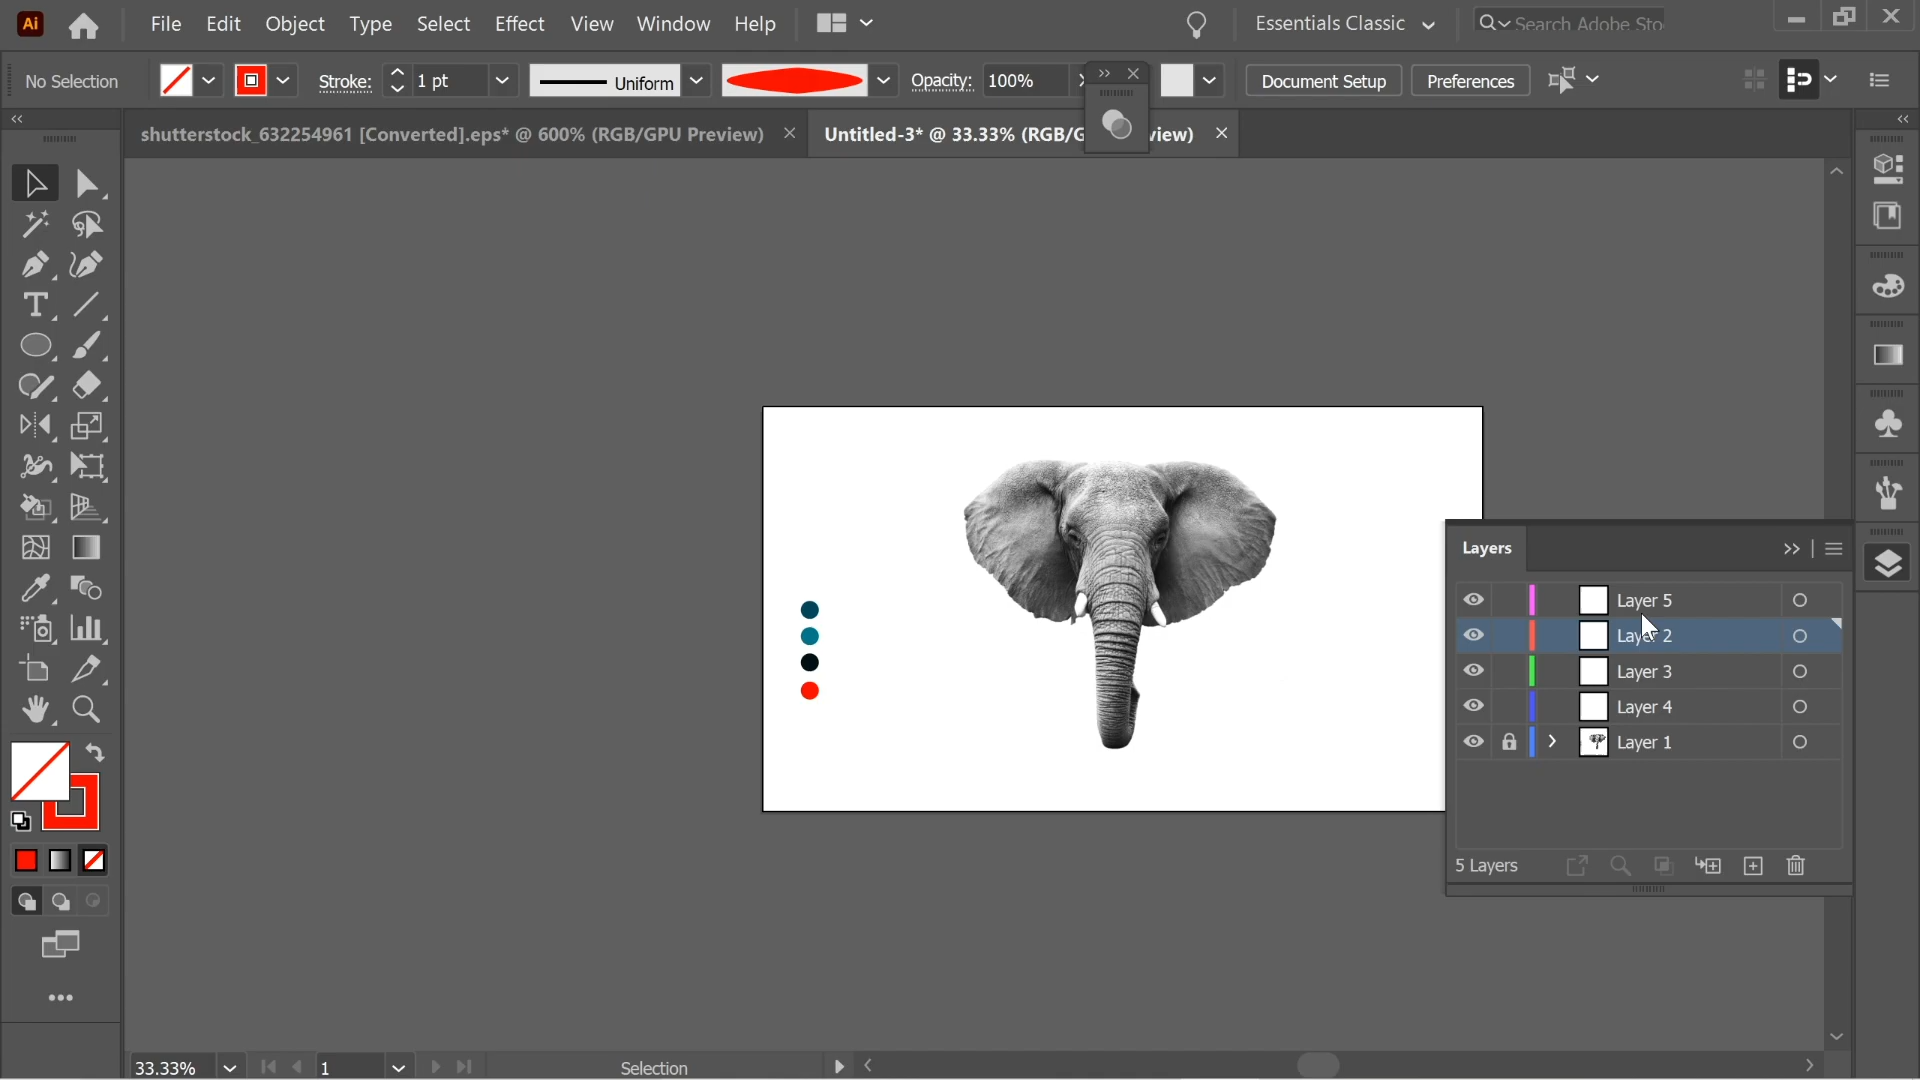 Ai File Edit Object Type Select Effect View Window Help Essentials Classic Search Adobe Sto
No Selection Stroke: 1 pt Uniform Opacity: 100% Document Setup Preferences
shutterstock_632254961 [Converted].eps* @ 600% (RGB/GPU Preview) Untitled-3* @ 33.33% (RGB/G view)
Layers
Layer 5
Layer 2
Layer 3
Layer 4
Layer 1
5 Layers
33.33% 1 Selection